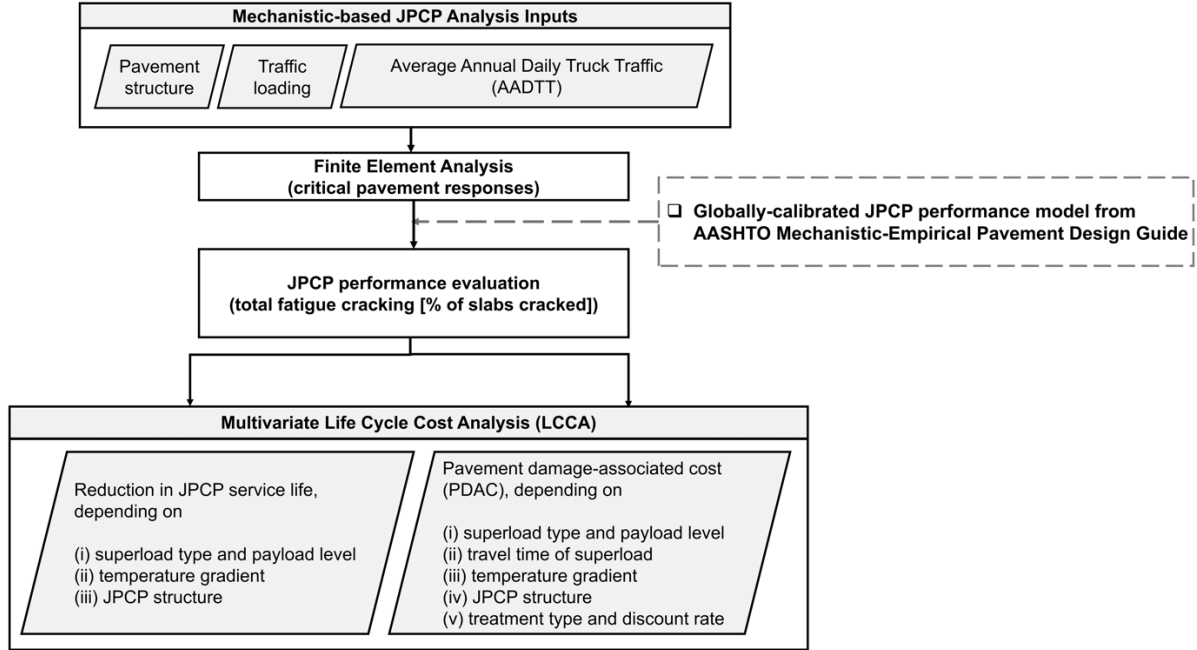 Mechanistic-based JPCP Analysis Inputs
Pavement
structure
Traffic
loading
Average Annual Daily Truck Traffic
(AADTT)
Finite Element Analysis
(critical pavement responses)
❑ Globally-calibrated JPCP performance model from
AASHTO Mechanistic-Empirical Pavement Design Guide
JPCP performance evaluation
(total fatigue cracking [% of slabs cracked])
Multivariate Life Cycle Cost Analysis (LCCA)
Reduction in JPCP service life,
depending on
(i) superload type and payload level
(ii) temperature gradient
(iii) JPCP structure
Pavement damage-associated cost
(PDAC), depending on
(i) superload type and payload level
(ii) travel time of superload
(iii) temperature gradient
(iv) JPCP structure
(v) treatment type and discount rate